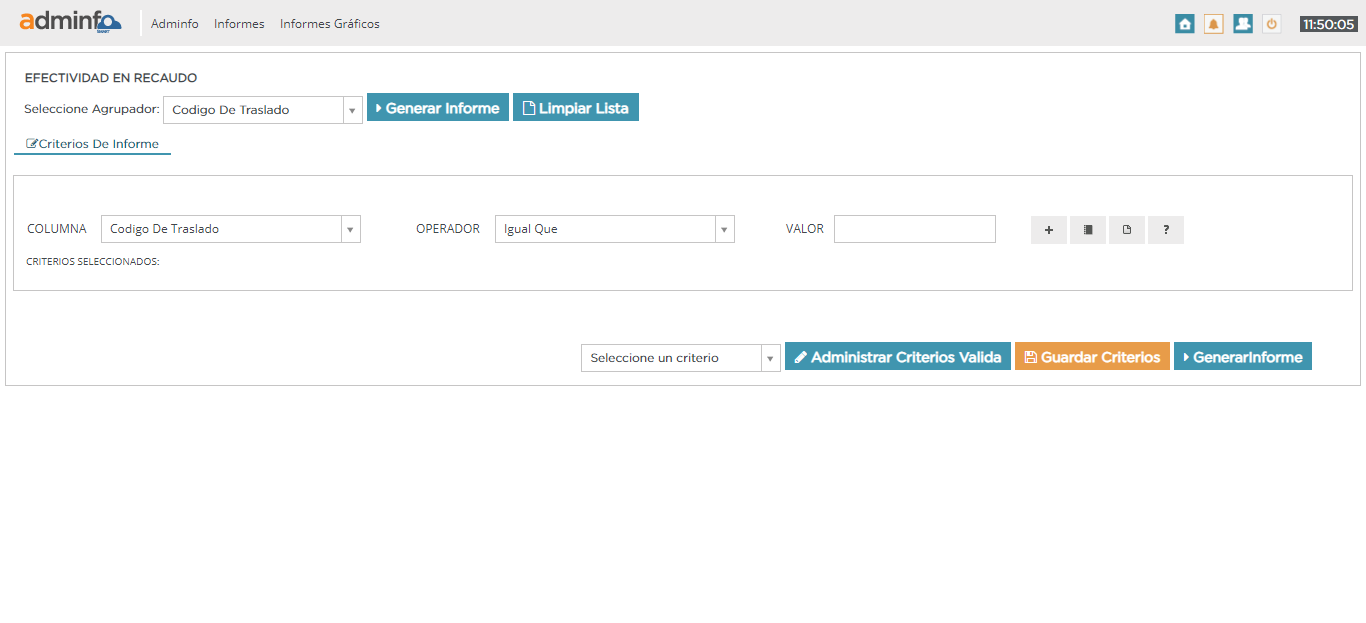 adminfo Adminfo Informes Informes Gráficos 11:50:05
EFECTIVIDAD EN RECAUDO
Seleccione Agrupador: Codigo De Traslado Generar Informe Limpiar Lista
Criterios De Informe
COLUMNA Codigo De Traslado OPERADOR Igual Que VALOR + ?
CRITERIOS SELECCIONADOS:
Seleccione un criterio Administrar Criterios Valida Guardar Criterios GenerarInforme